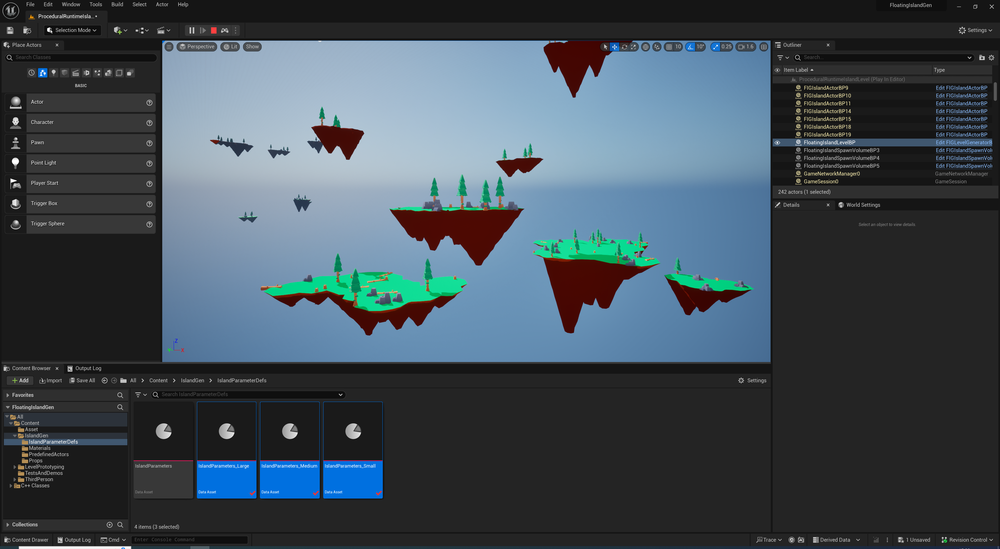 File Edit Window Tools Build Select Actor Help
FloatingIslandGen
ProceduralRuntimeIsla...*
Selection Mode
Settings
Place Actors
Search Classes
BASIC
Actor
Character
Pawn
Point Light
Player Start
Trigger Box
Trigger Sphere
Perspective Lit Show
10 10° 0.25 1.6
Z
Y X
Outliner
Search...
Item Label Type
ProceduralRuntimeIslandLevel (Play In Editor)
FIGIslandActorBP9 Edit FIGIslandActorBP
FIGIslandActorBP10 Edit FIGIslandActorBP
FIGIslandActorBP11 Edit FIGIslandActorBP
FIGIslandActorBP14 Edit FIGIslandActorBP
FIGIslandActorBP15 Edit FIGIslandActorBP
FIGIslandActorBP18 Edit FIGIslandActorBP
FIGIslandActorBP19 Edit FIGIslandActorBP
FloatingIslandLevelBP Edit FIGLevelGeneratorB
FloatingIslandSpawnVolumeBP3 Edit FIGIslandSpawnVolu
FloatingIslandSpawnVolumeBP4 Edit FIGIslandSpawnVolu
FloatingIslandSpawnVolumeBP5 Edit FIGIslandSpawnVolu
GameNetworkManager0 GameNetworkManager
GameSession0 GameSession
242 actors (1 selected)
Details World Settings
Select an object to view details.
Content Browser Output Log
Add Import Save All All > Content > IslandGen > IslandParameterDefs Settings
Favorites
FloatingIslandGen
All
Content
Asset
IslandGen
IslandParameterDefs
Materials
PredefinedActors
Props
LevelPrototyping
TestsAndDemos
ThirdPerson
C++ Classes
Collections
Search IslandParameterDefs
IslandParameters IslandParameters_Large IslandParameters_Medium IslandParameters_Small
Data Asset Data Asset Data Asset Data Asset
4 items (3 selected)
Content Drawer Output Log Cmd Enter Console Command Trace Derived Data 1 Unsaved Revision Control